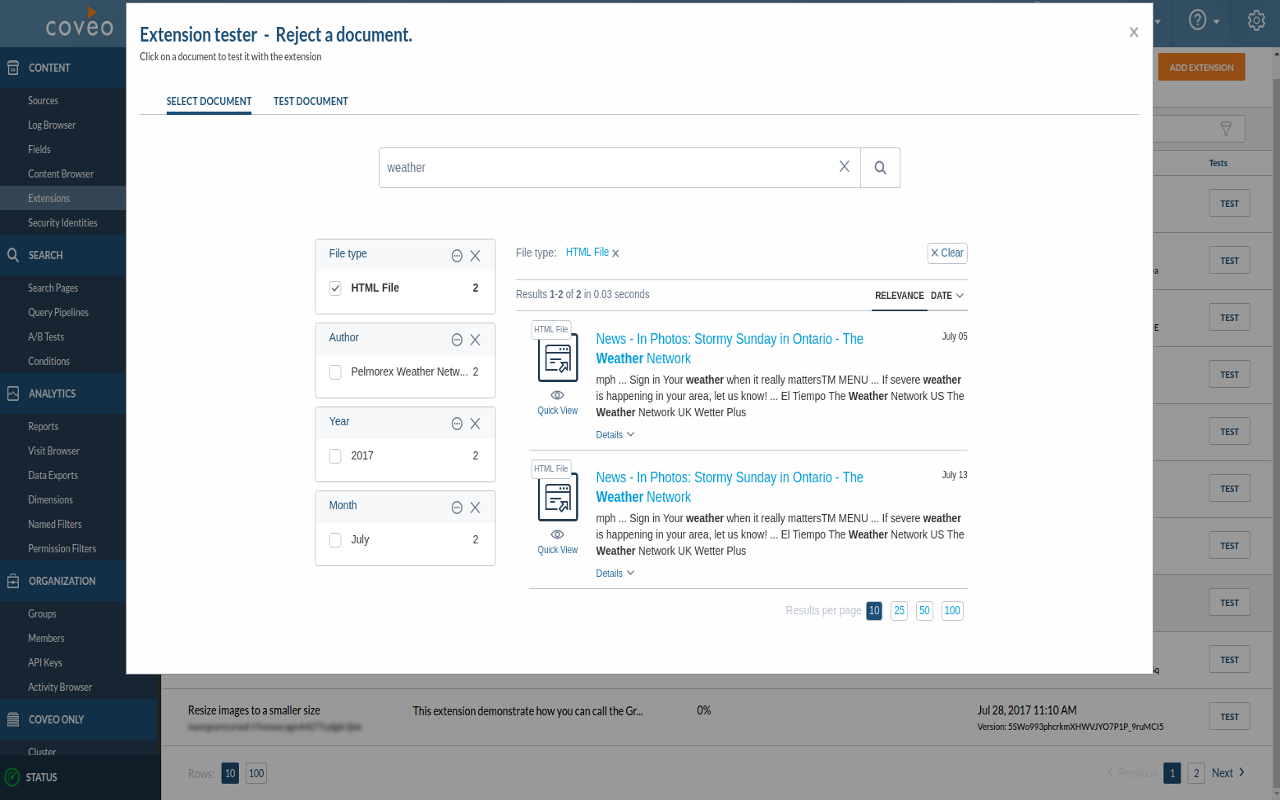 coveo
CONTENT
Sources
Log Browser
Fields
Content Browser
Extensions
Security Identities
SEARCH
Search Pages
Query Pipelines
A/B Tests
Conditions
ANALYTICS
Reports
Visit Browser
Data Exports
Dimensions
Named Filters
Permission Filters
ORGANIZATION
Groups
Members
API Keys
Activity Browser
COVEO ONLY
Cluster
STATUS
Extension tester - Reject a document.
Click on a document to test it with the extension
X
SELECT DOCUMENT TEST DOCUMENT
weather
File type
HTML File 2
Author
Pelmorex Weather Netw... 2
Year
2017 2
Month
July 2
File type: HTML File
Clear
Results 1-2 of 2 in 0.03 seconds
RELEVANCE DATE
HTML File
Quick View
News - In Photos: Stormy Sunday in Ontario - The
Weather Network
July 05
mph ... Sign in Your weather when it really mattersTM MENU ... If severe weather
is happening in your area, let us know! ... El Tiempo The Weather Network US The
Weather Network UK Wetter Plus
Details
HTML File
Quick View
News - In Photos: Stormy Sunday in Ontario - The
Weather Network
July 13
mph ... Sign in Your weather when it really mattersTM MENU ... If severe weather
is happening in your area, let us know! ... El Tiempo The Weather Network US The
Weather Network UK Wetter Plus
Details
Results per page 10 25 50 100
ADD EXTENSION
Tests
TEST
TEST
TEST
TEST
TEST
TEST
TEST
TEST
TEST
Resize images to a smaller size
This extension demonstrate how you can call the Gr...
0%
Jul 28, 2017 11:10 AM
Version: 5SWo993phcrkmXHWVJYO7P1P_9ruMCi5
TEST
Rows: 10 100
Previous 1 2 Next